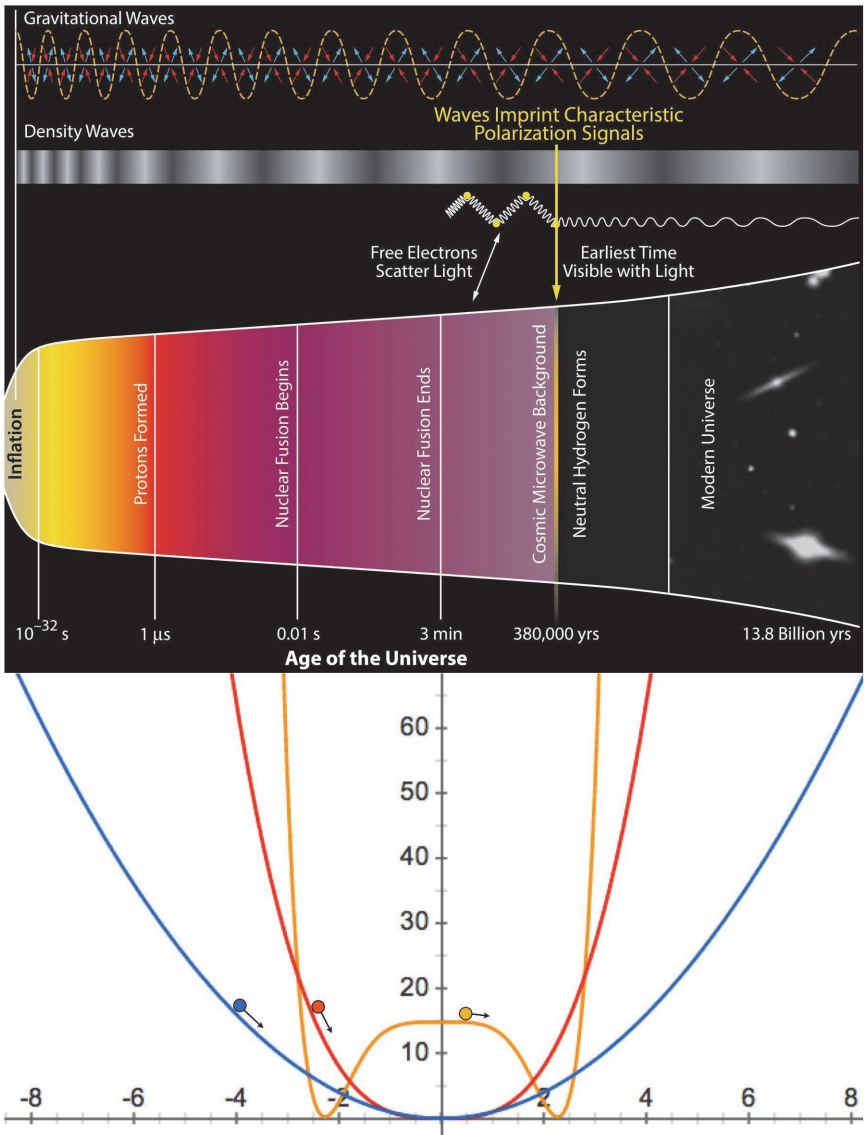 Gravitational Waves
Waves Imprint Characteristic
Polarization Signals
Density Waves
Free Electrons
Scatter Light
Earliest Time
Visible with Light
Inflation
Protons Formed
Nuclear Fusion Begins
Nuclear Fusion Ends
Cosmic Microwave Background
Neutral Hydrogen Forms
Modern Universe
10⁻³² s
1 µs
0.01 s
3 min
380,000 yrs
13.8 Billion yrs
Age of the Universe
60
50
40
30
20
10
-8
-6
-4
-2
2
4
6
8